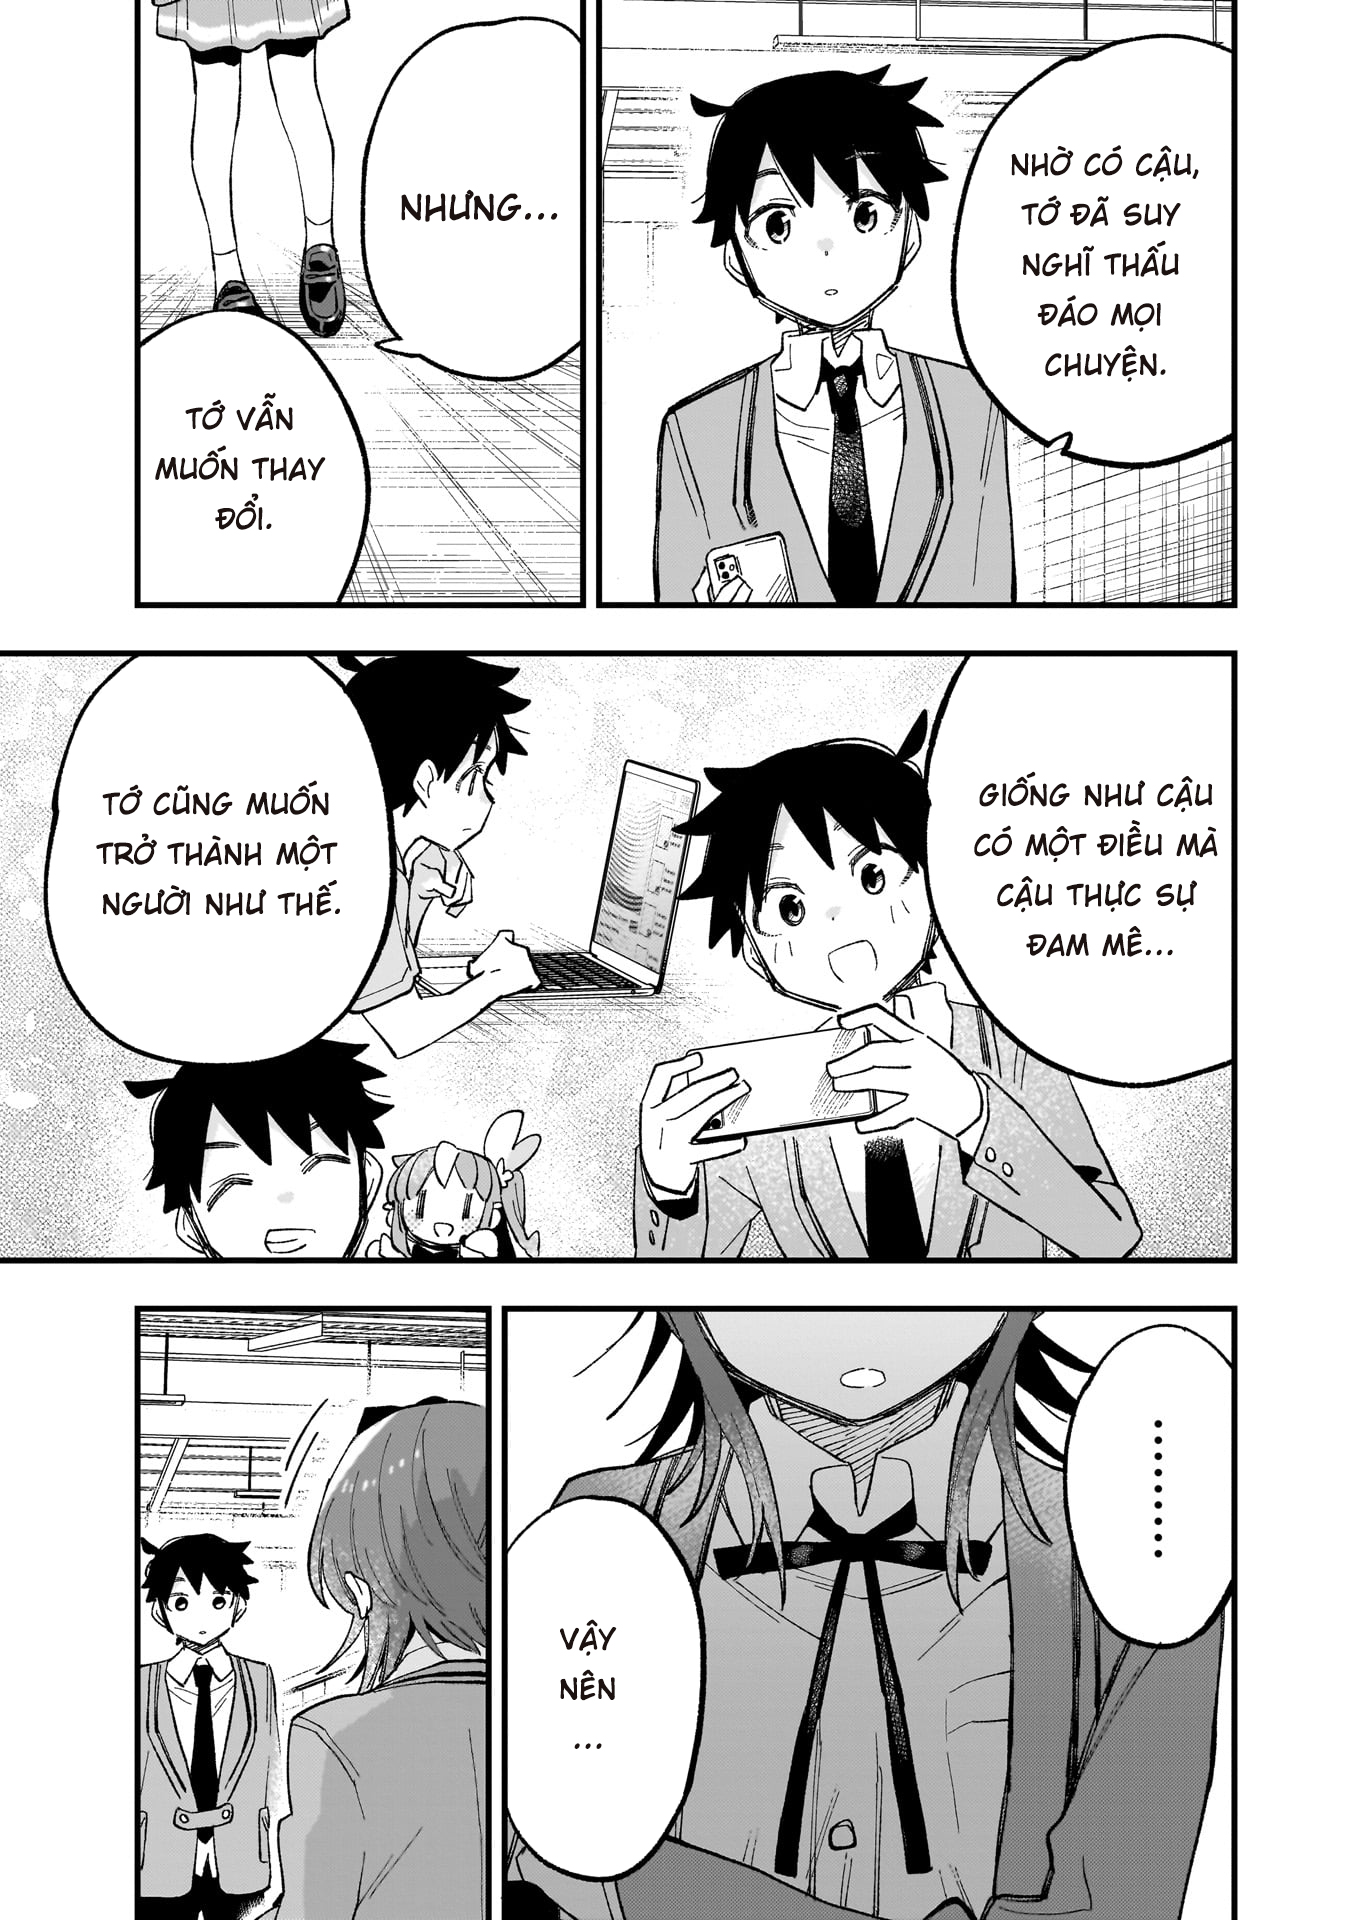 NHỜ CÓ CẬU,
TỚ ĐÃ SUY
NGHĨ THẤU
ĐÁO MỌI
CHUYỆN.
NHƯNG...
TỚ VẪN
MUỐN THAY
ĐỔI.
GIỐNG NHƯ CẬU
CÓ MỘT ĐIỀU MÀ
CẬU THỰC SỰ
ĐAM MÊ...
TỚ CŨNG MUỐN
TRỞ THÀNH MỘT
NGƯỜI NHƯ THẾ.
.........
VẬY
NÊN
...